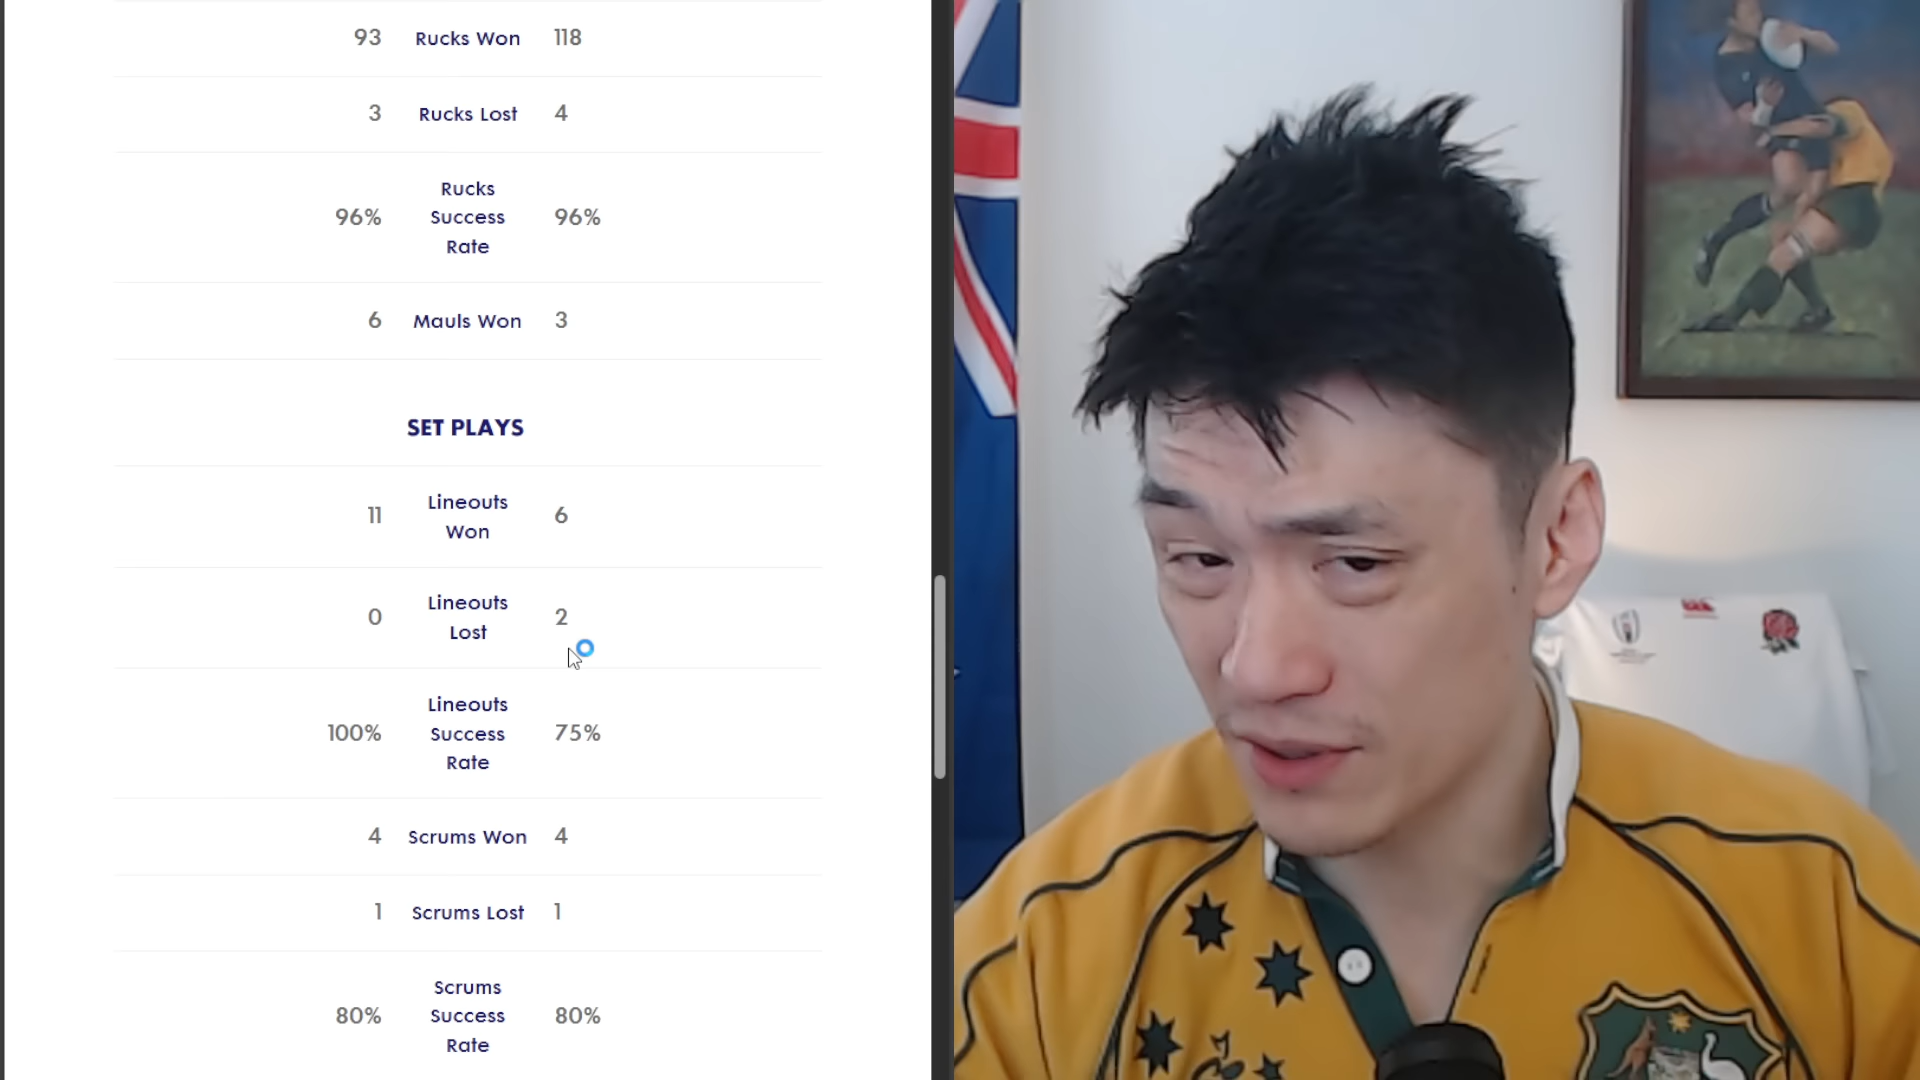 93 Rucks Won 118
3 Rucks Lost 4
Rucks
96% Success 96%
Rate
6 Mauls Won 3
SET PLAYS
Lineouts
11 Won 6
Lineouts
0 Lost 2
Lineouts
100% Success 75%
Rate
4 Scrums Won 4
1 Scrums Lost 1
Scrums
80% Success 80%
Rate